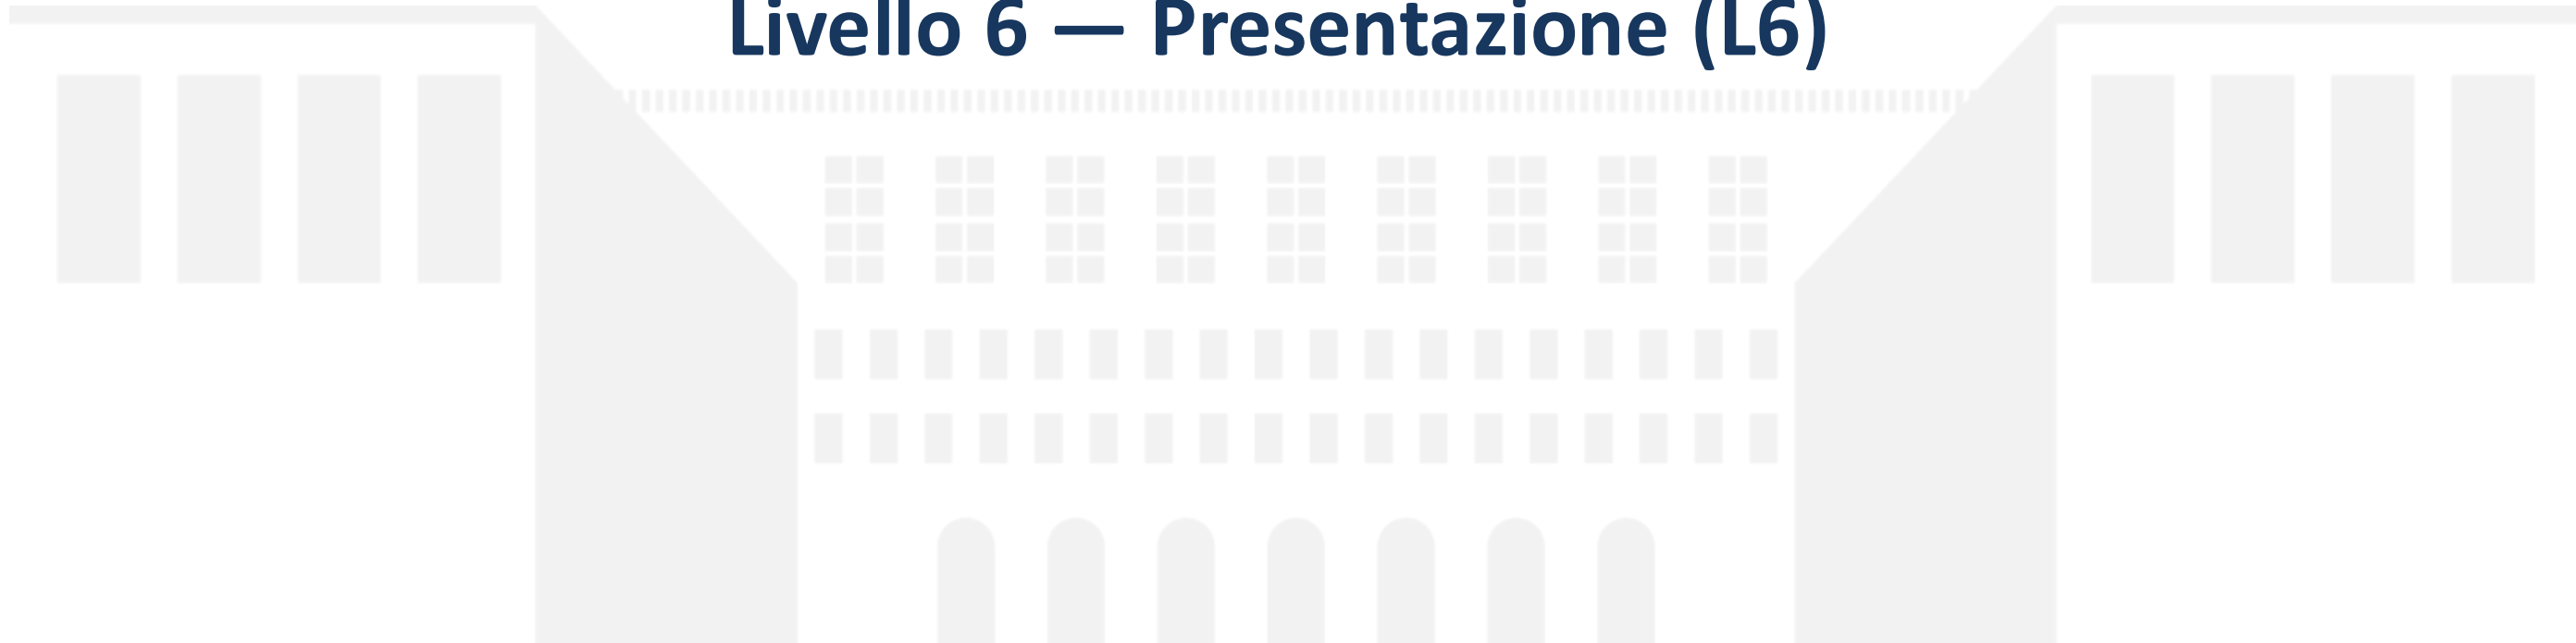 Livello 6 — Presentazione (L6)